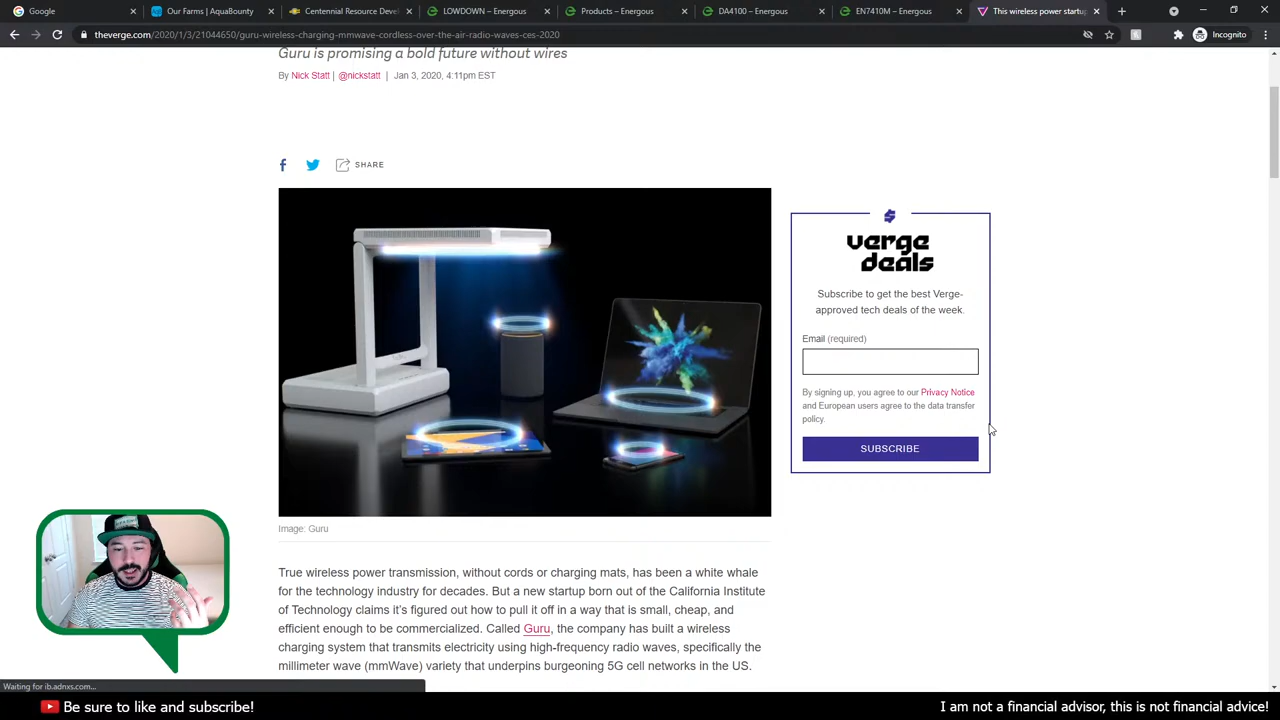 Google
Our Farms – AquaBounty
Centennial Resource Devel
LOWDOWN – Energous
Products – Energous
DA4100 – Energous
EN7410M – Energous
This wireless power startup
theverge.com/2020/1/3/21044650/guru-wireless-charging-mmwave-cordless-over-the-air-radio-waves-ces-2020
Incognito
Guru is promising a bold future without wires
By Nick Statt | @nickstatt | Jan 3, 2020, 4:11pm EST
SHARE
verge
deals
Subscribe to get the best Verge-
approved tech deals of the week.
Email (required)
By signing up, you agree to our Privacy Notice
and European users agree to the data transfer
policy.
SUBSCRIBE
Image: Guru
True wireless power transmission, without cords or charging mats, has been a white whale
for the technology industry for decades. But a new startup born out of the California Institute
of Technology claims it's figured out how to pull it off in a way that is small, cheap, and
efficient enough to be commercialized. Called Guru, the company has built a wireless
charging system that transmits electricity using high-frequency radio waves, specifically the
millimeter wave (mmWave) variety that underpins burgeoning 5G cell networks in the US.
Waiting for ib.adnxs.com...
Be sure to like and subscribe!
I am not a financial advisor, this is not financial advice!